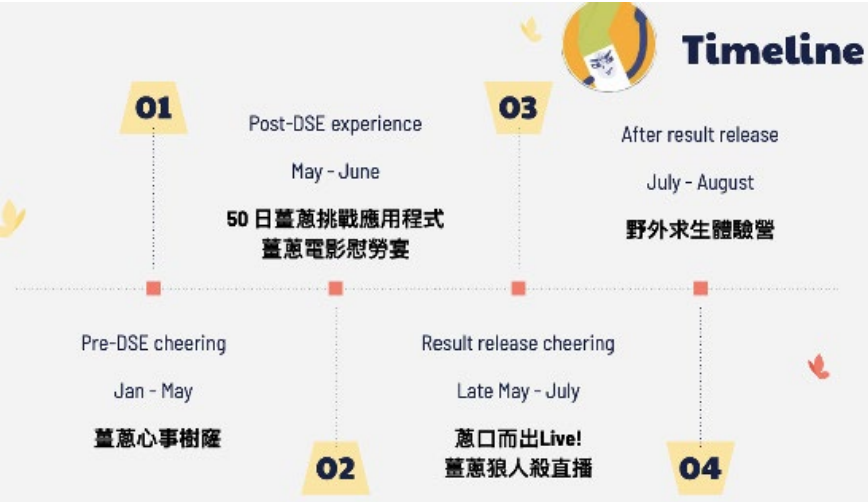 Timeline
01
Pre-DSE cheering
Jan - May
薑蔥心事樹窿
02
Post-DSE experience
May - June
50 日薑蔥挑戰應用程式
薑蔥電影慰勞宴
03
Result release cheering
Late May - July
蔥口而出Live!
薑蔥狼人殺直播
04
After result release
July - August
野外求生體驗營